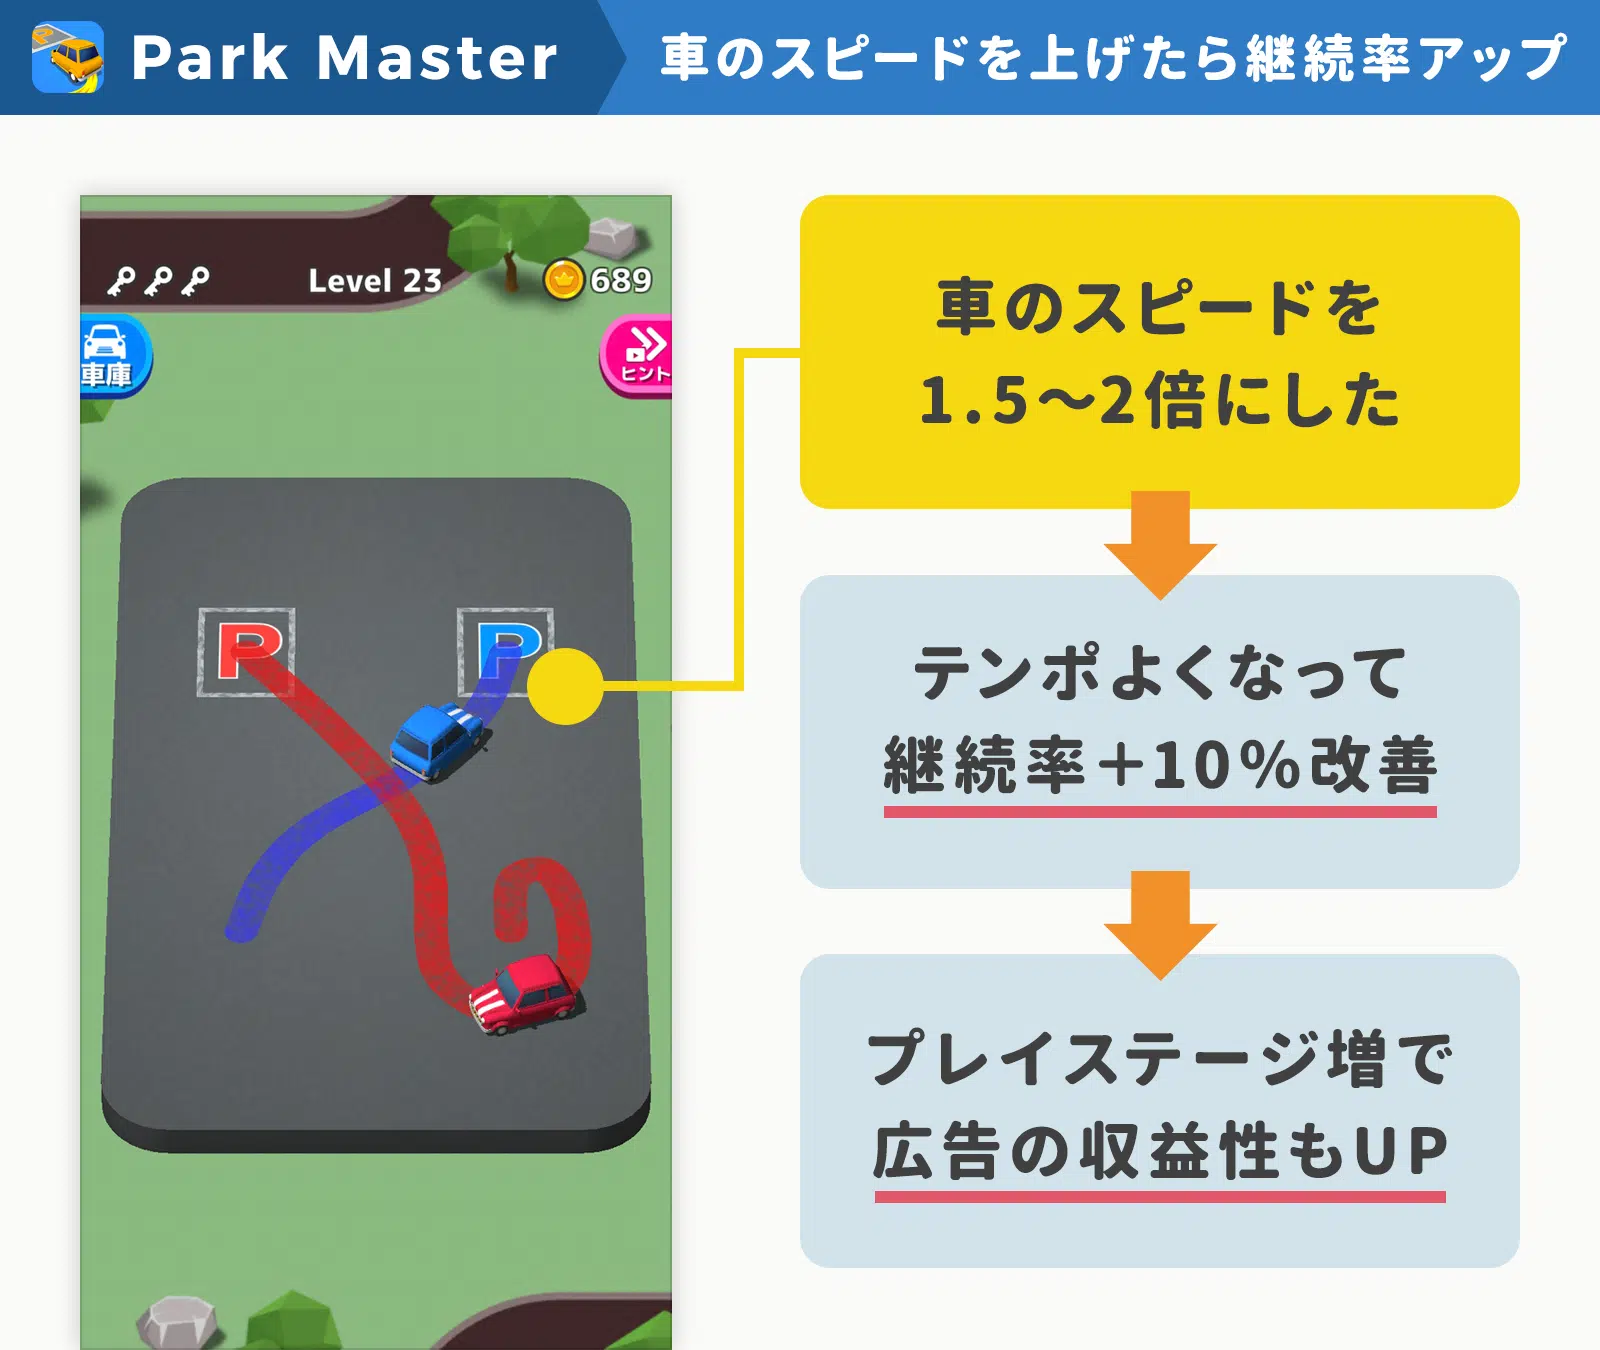 Park Master
車のスピードを上げたら継続率アップ
Level 23
689
車庫
ヒント
P
P
車のスピードを
1.5〜2倍にした
テンポよくなって
継続率+10%改善
プレイステージ増で
広告の収益性もUP